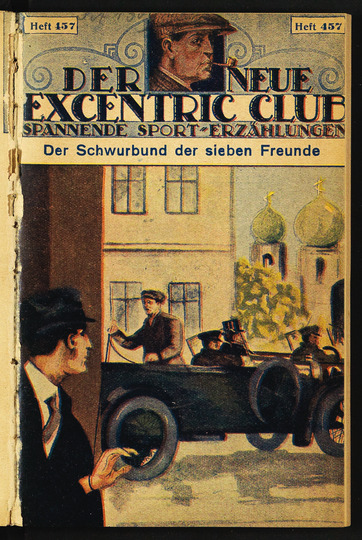 Heft 457 Heft 457
DER NEUE
EXCENTRIC CLUB
SPANNENDE SPORT-ERZÄHLUNGEN
Der Schwurbund der sieben Freunde